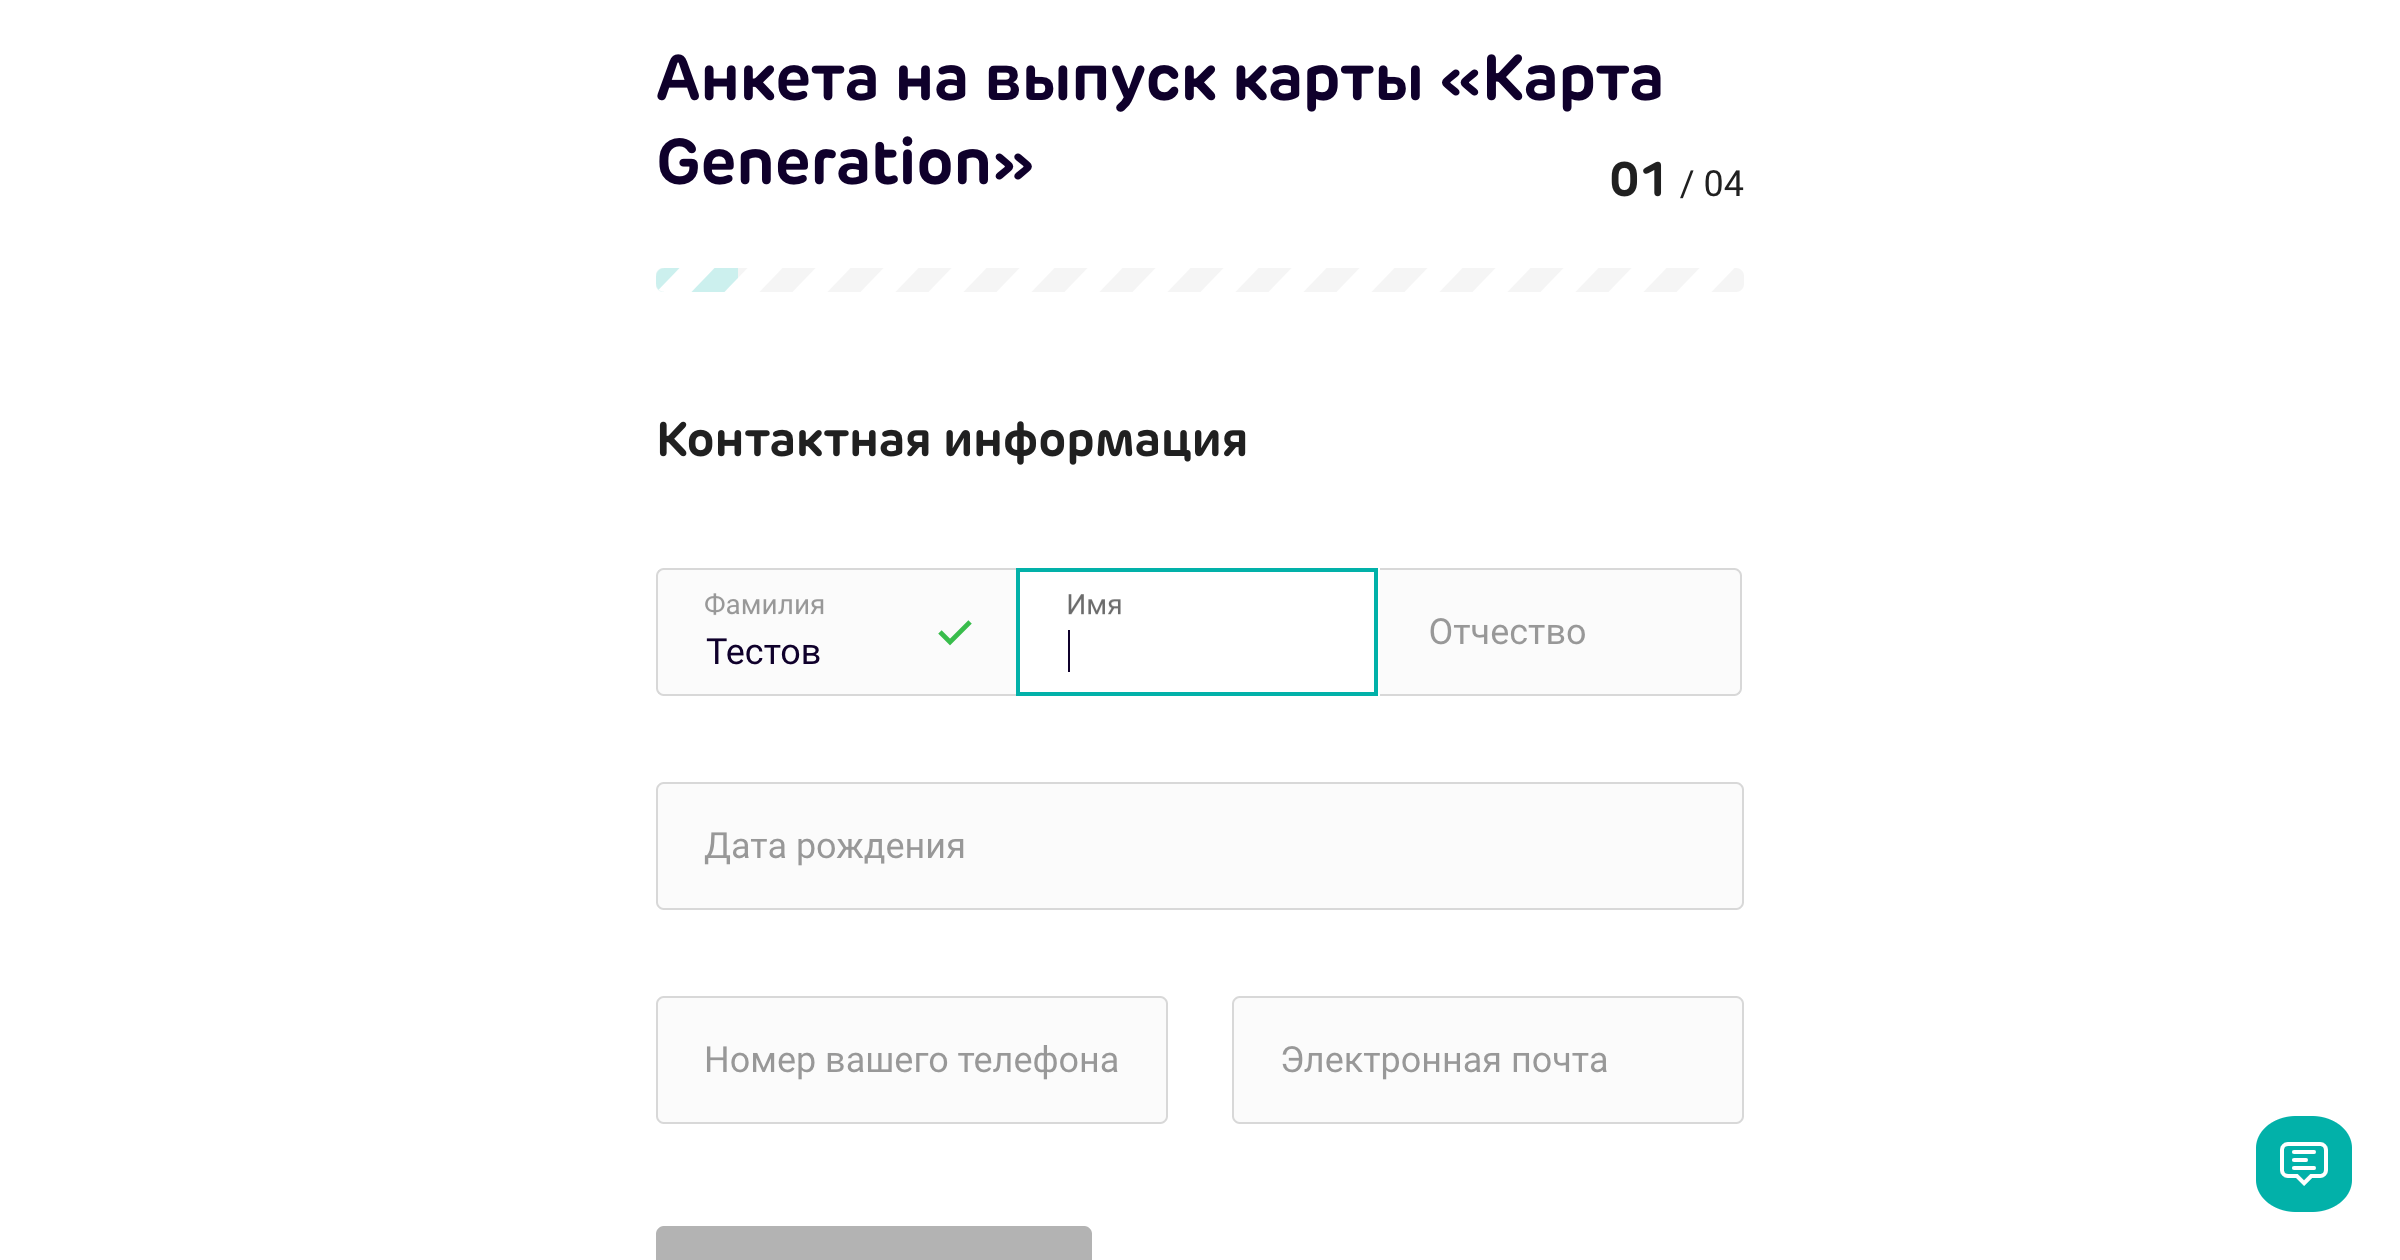 Анкета на выпуск карты «Карта
Generation»
01 / 04
Контактная информация
Фамилия
Тестов
Имя
Отчество
Дата рождения
Номер вашего телефона
Электронная почта